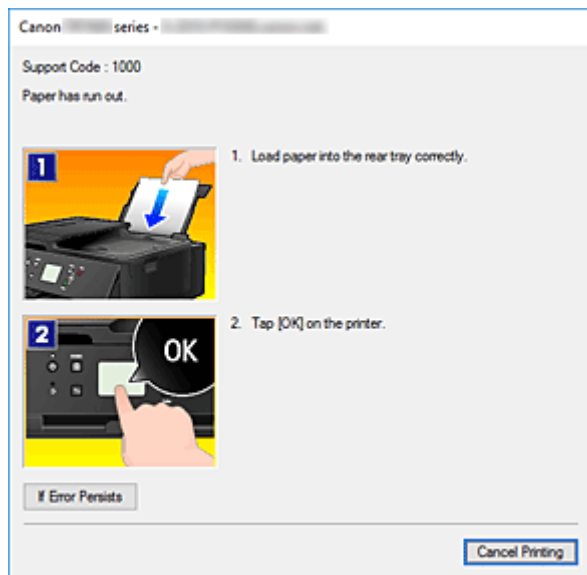 Canon series -
Support Code : 1000
Paper has run out.
1
1. Load paper into the rear tray correctly.
2
OK
2. Tap [OK] on the printer.
If Error Persists
Cancel Printing